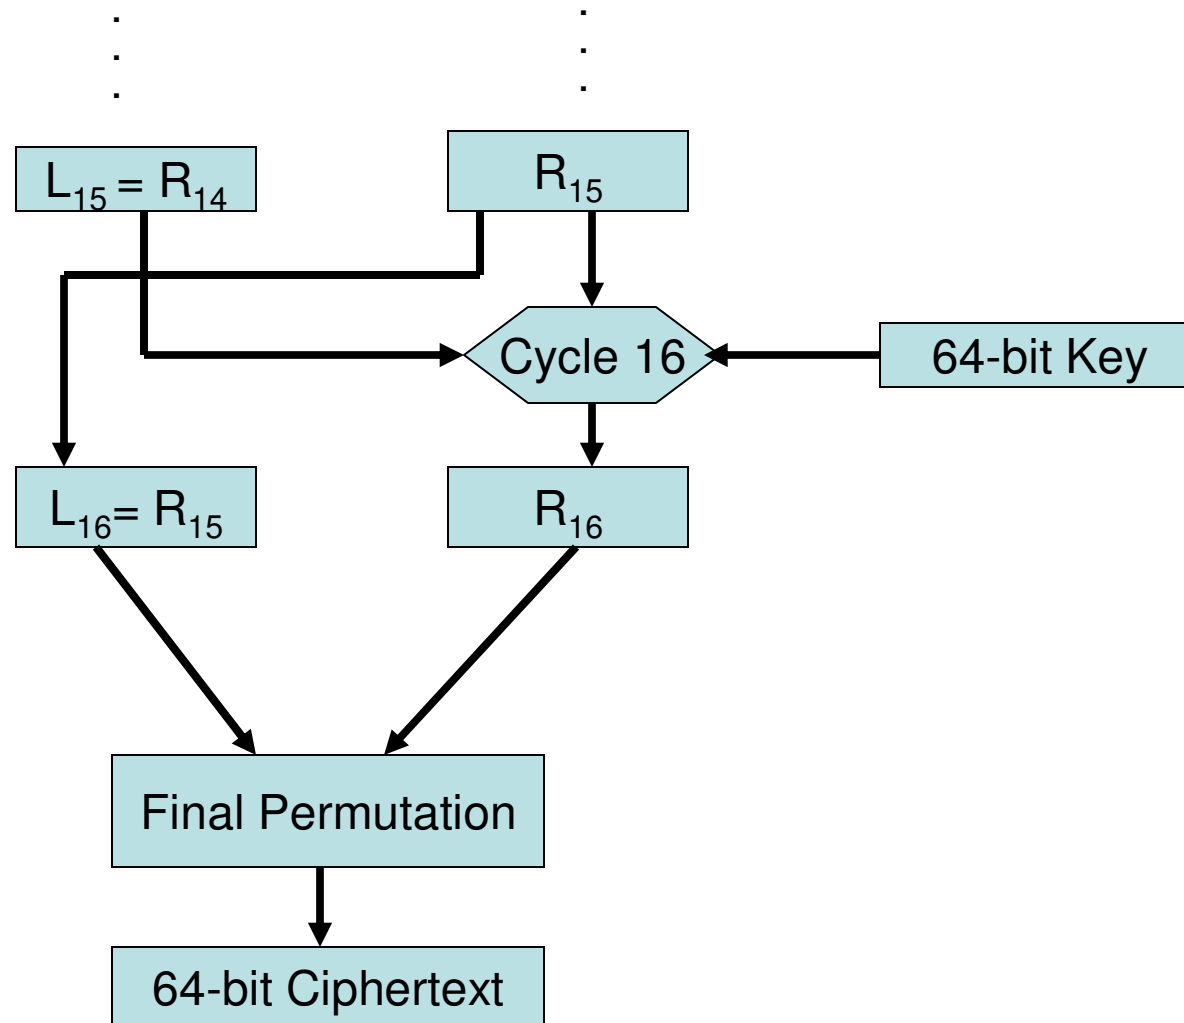 .
.
.
.
.
.
L₁₅ = R₁₄
R₁₅
Cycle 16
64-bit Key
L₁₆= R₁₅
R₁₆
Final Permutation
64-bit Ciphertext